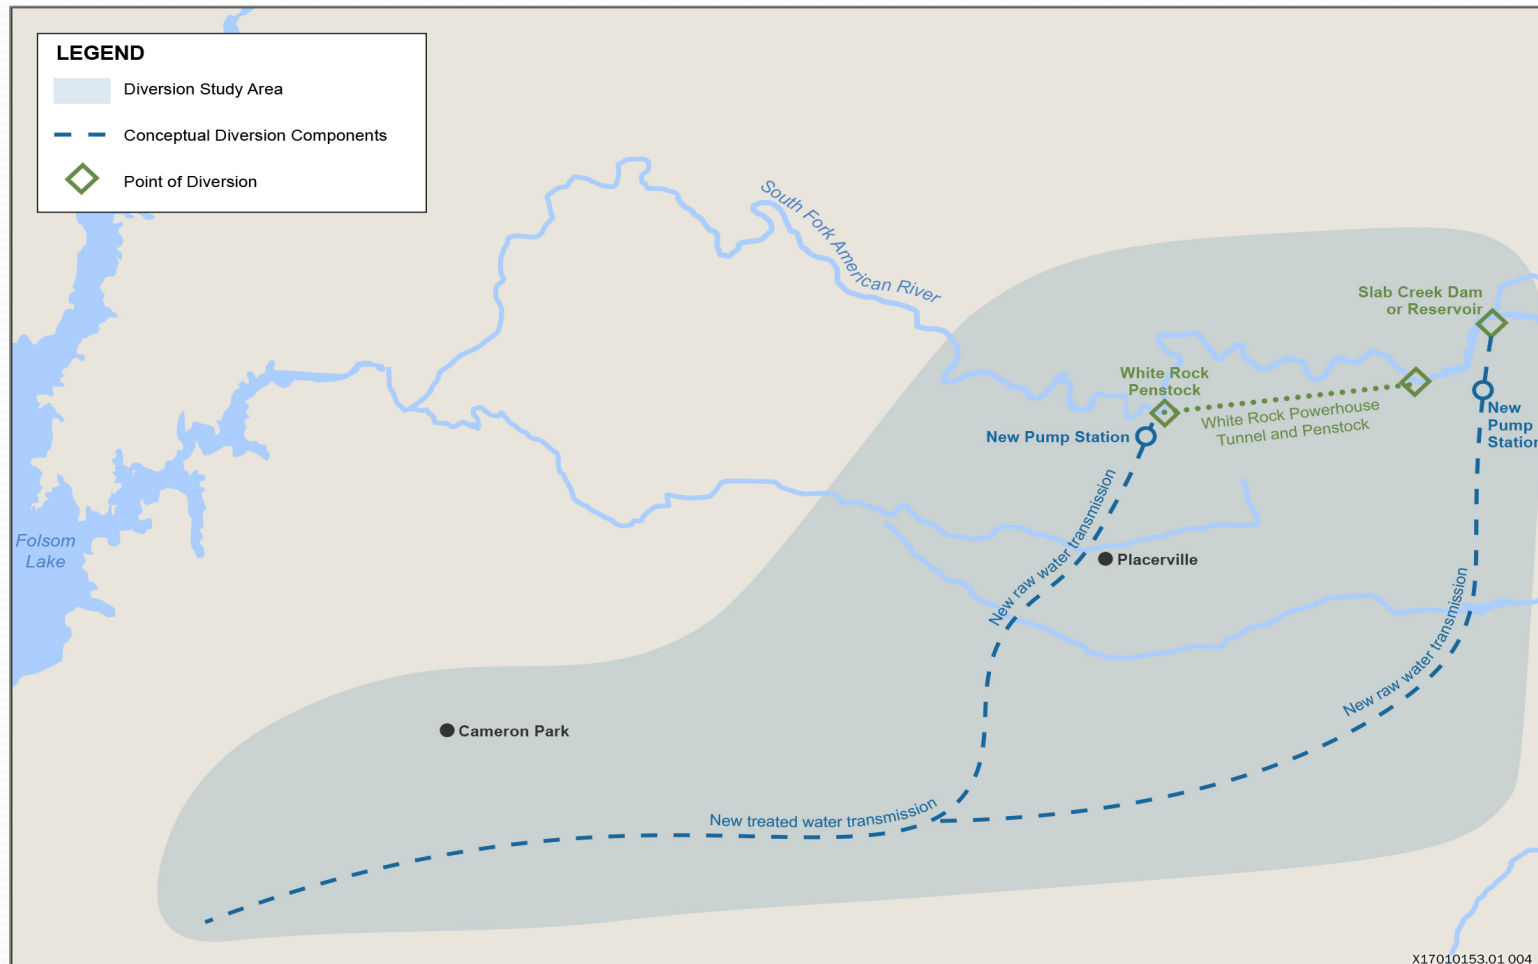 LEGEND
Diversion Study Area
Conceptual Diversion Components
Point of Diversion
South Fork American River
Slab Creek Dam
or Reservoir
White Rock
Penstock
White Rock Powerhouse
Tunnel and Penstock
New Pump Station
New
Pump
Station
New raw water transmission
Folsom
Lake
Placerville
New raw water transmission
Cameron Park
New treated water transmission
X17010153.01 004